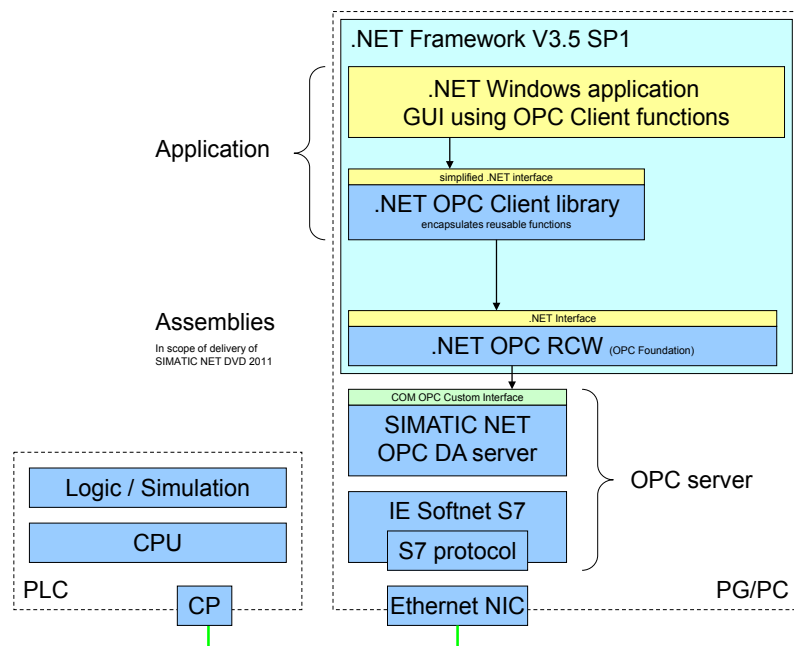 .NET Framework V3.5 SP1
.NET Windows application
GUI using OPC Client functions
Application
simplified .NET interface
.NET OPC Client library
encapsulates reusable functions
Assemblies
In scope of delivery of
SIMATIC NET DVD 2011
.NET Interface
.NET OPC RCW (OPC Foundation)
COM OPC Custom Interface
SIMATIC NET
OPC DA server
OPC server
IE Softnet S7
S7 protocol
Logic / Simulation
CPU
PLC
CP
Ethernet NIC
PG/PC